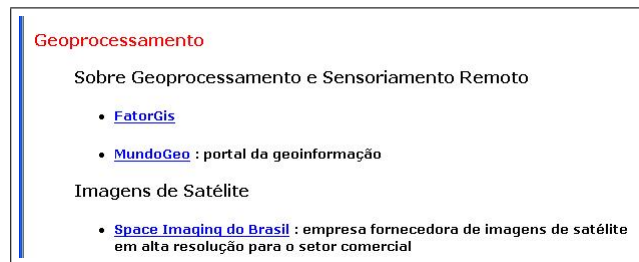 Geoprocessamento
Sobre Geoprocessamento e Sensoriamento Remoto
• FatorGis
• MundoGeo : portal da geoinformação
Imagens de Satélite
• Space Imaging do Brasil : empresa fornecedora de imagens de satélite
em alta resolução para o setor comercial